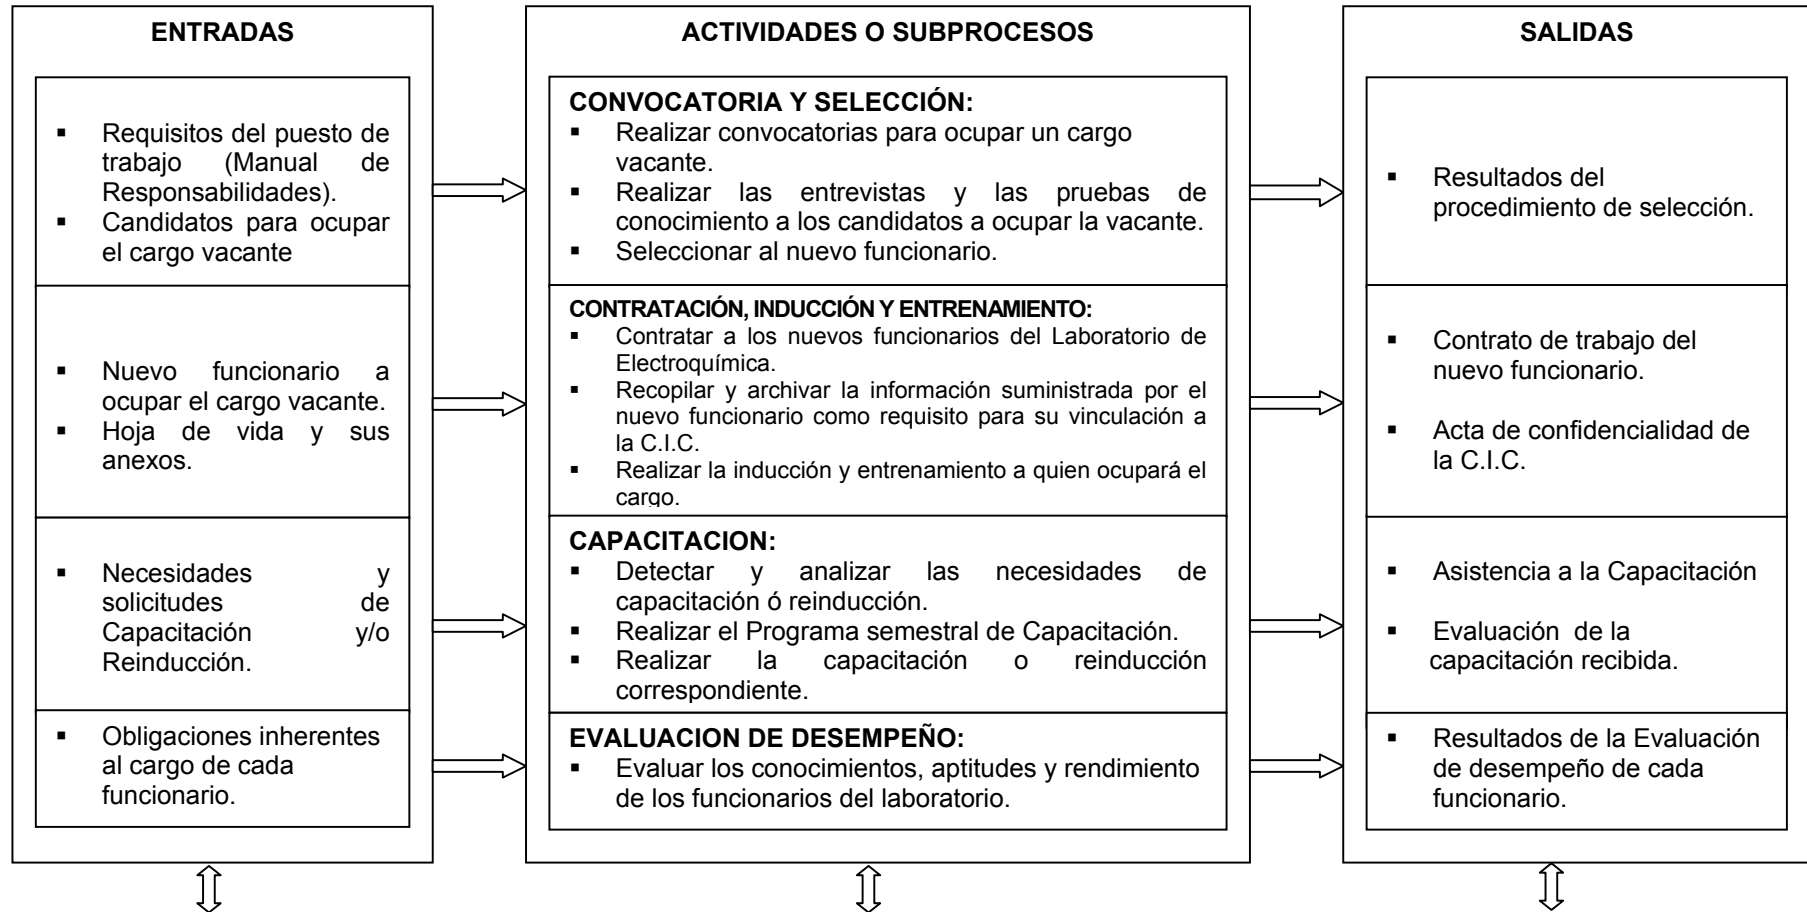 ENTRADAS
Requisitos del puesto de
trabajo (Manual de
Responsabilidades).
Candidatos para ocupar
el cargo vacante
Nuevo funcionario a
ocupar el cargo vacante.
Hoja de vida y sus
anexos.
Necesidades y
solicitudes de
Capacitación y/o
Reinducción.
Obligaciones inherentes
al cargo de cada
funcionario.
ACTIVIDADES O SUBPROCESOS
CONVOCATORIA Y SELECCIÓN:
Realizar convocatorias para ocupar un cargo
vacante.
Realizar las entrevistas y las pruebas de
conocimiento a los candidatos a ocupar la vacante.
Seleccionar al nuevo funcionario.
CONTRATACIÓN, INDUCCIÓN Y ENTRENAMIENTO:
Contratar a los nuevos funcionarios del Laboratorio de
Electroquímica.
Recopilar y archivar la información suministrada por el
nuevo funcionario como requisito para su vinculación a
la C.I.C.
Realizar la inducción y entrenamiento a quien ocupará el
cargo.
CAPACITACION:
Detectar y analizar las necesidades de
capacitación ó reinducción.
Realizar el Programa semestral de Capacitación.
Realizar la capacitación o reinducción
correspondiente.
EVALUACION DE DESEMPEÑO:
Evaluar los conocimientos, aptitudes y rendimiento
de los funcionarios del laboratorio.
SALIDAS
Resultados del
procedimiento de selección.
Contrato de trabajo del
nuevo funcionario.
Acta de confidencialidad de
la C.I.C.
Asistencia a la Capacitación
Evaluación de la
capacitación recibida.
Resultados de la Evaluación
de desempeño de cada
funcionario.